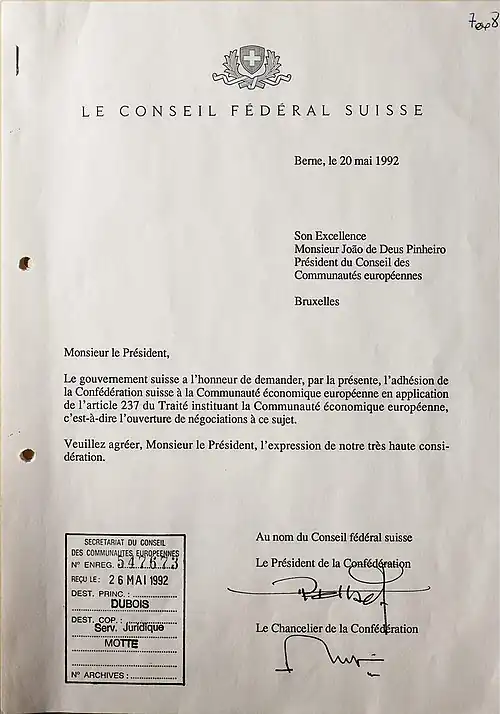 LE CONSEIL FÉDÉRAL SUISSE
Berne, le 20 mai 1992
Son Excellence
Monsieur João de Deus Pinheiro
Président du Conseil des
Communautés européennes
Bruxelles
Monsieur le Président,
Le gouvernement suisse a l'honneur de demander, par la présente, l'adhésion de
la Confédération suisse à la Communauté économique européenne en application
de l'article 237 du Traité instituant la Communauté économique européenne,
c'est-à-dire l'ouverture de négociations à ce sujet.
Veuillez agréer, Monsieur le Président, l'expression de notre très haute consi-
dération.
Au nom du Conseil fédéral suisse
Le Président de la Confédération
Le Chancelier de la Confédération
SECRETARIAT DU CONSEIL
DES COMMUNAUTES EUROPEENNES
N° ENREG. 547673
REÇU LE: 26 MAI 1992
DEST. PRINC.:
DUBOIS
DEST. COP.:
Serv. Juridique
MOTTE
N° ARCHIVES: